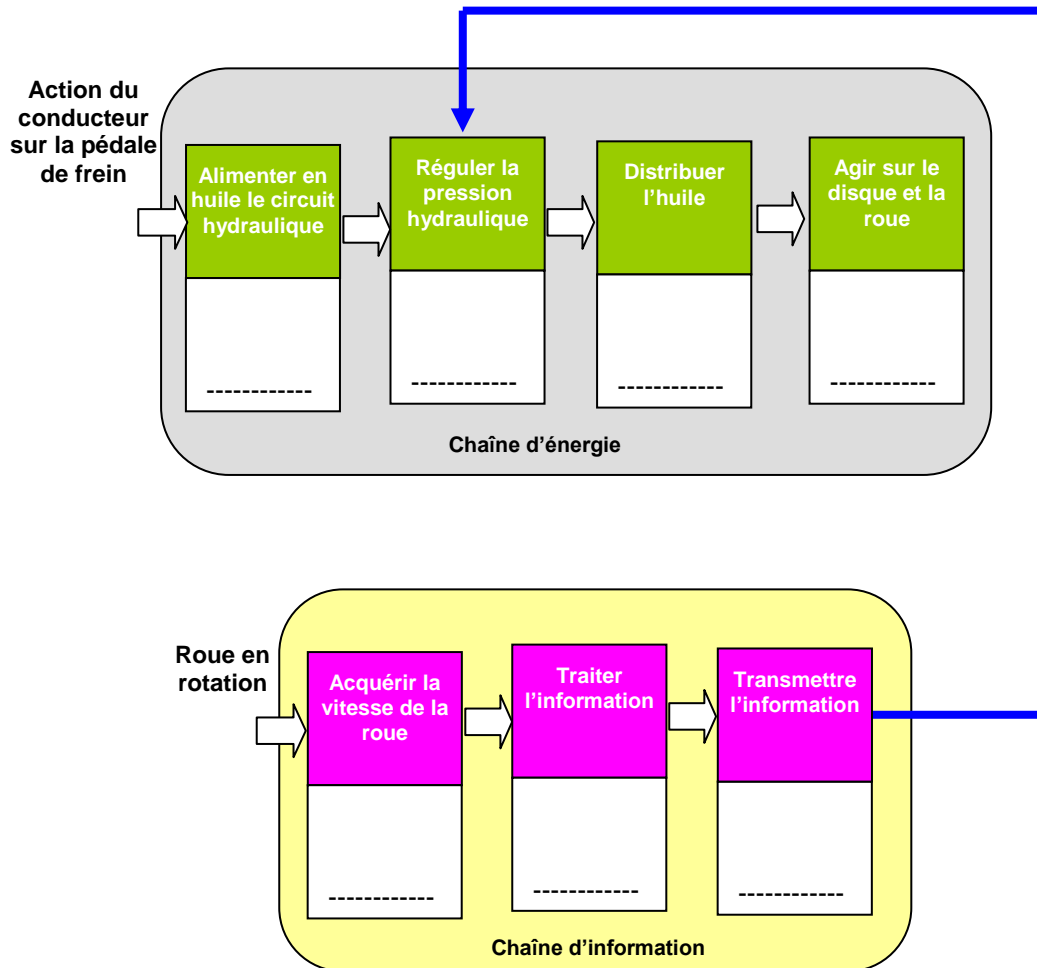 Action du
conducteur
sur la pédale
de frein
Alimenter en
huile le circuit
hydraulique
------------
Réguler la
pression
hydraulique
------------
Distribuer
l’huile
------------
Agir sur le
disque et la
roue
------------
Chaîne d’énergie
Roue en
rotation
Acquérir la
vitesse de la
roue
------------
Traiter
l’information
------------
Transmettre
l’information
------------
Chaîne d’information